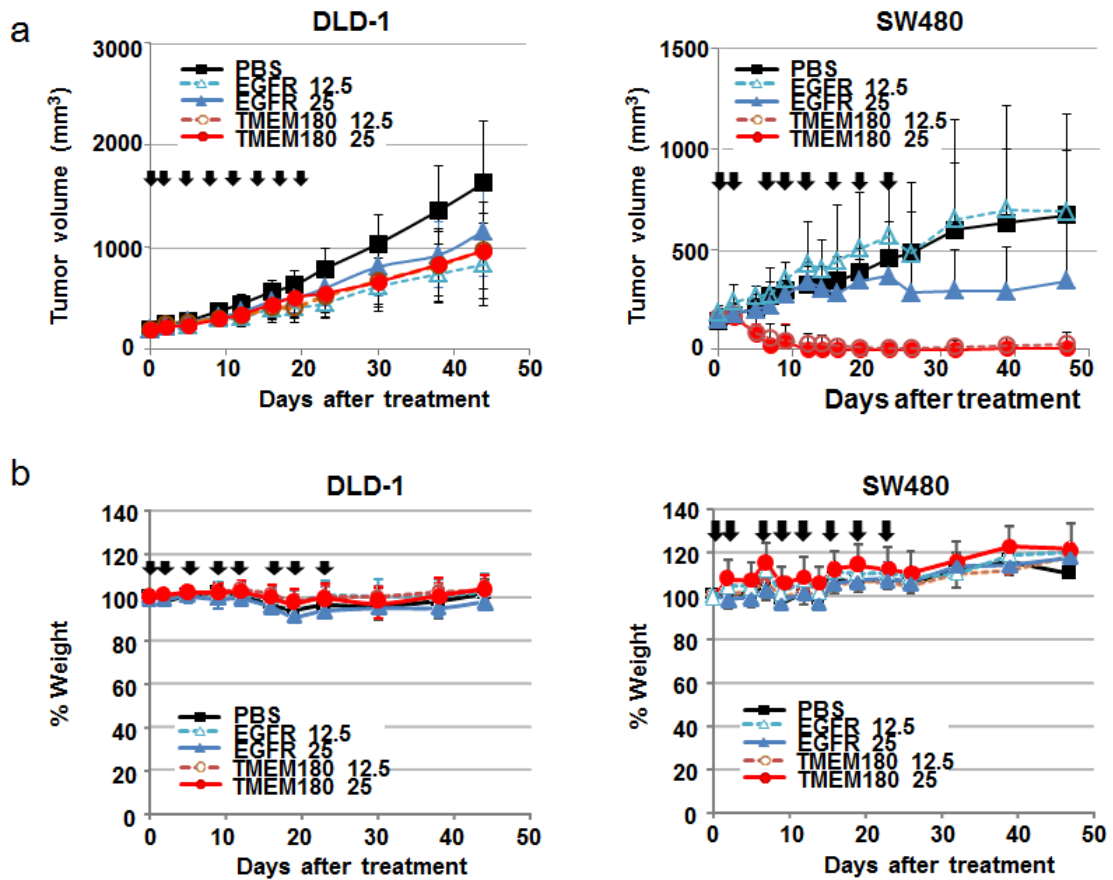 a
DLD-1
Tumor volume (mm3)
3000
2000
1000
0
PBS
EGFR 12.5
EGFR 25
TMEM180 12.5
TMEM180 25
0 10 20 30 40 50
Days after treatment
SW480
Tumor volume (mm3)
1500
1000
500
0
PBS
EGFR 12.5
EGFR 25
TMEM180 12.5
TMEM180 25
0 10 20 30 40 50
Days after treatment
b
DLD-1
% Weight
140
120
100
80
60
40
20
0
PBS
EGFR 12.5
EGFR 25
TMEM180 12.5
TMEM180 25
0 10 20 30 40 50
Days after treatment
SW480
% Weight
140
120
100
80
60
40
20
0
PBS
EGFR 12.5
EGFR 25
TMEM180 12.5
TMEM180 25
0 10 20 30 40 50
Days after treatment